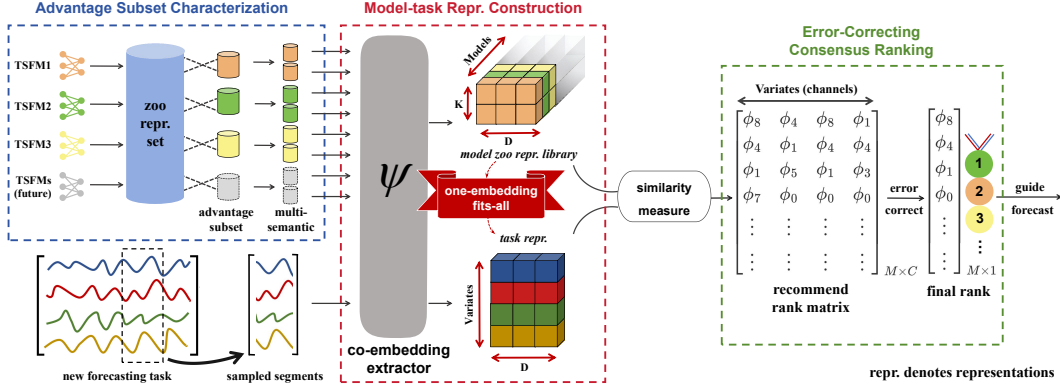 Advantage Subset Characterization
TSFM1
TSFM2
TSFM3
TSFMs
(future)
zoo
repr.
set
advantage
subset
multi-
semantic
new forecasting task
sampled segments
Model-task Repr. Construction
ψ
co-embedding
extractor
Models
K
D
model zoo repr. library
one-embedding
fits-all
task repr.
Variates
D
similarity
measure
Error-Correcting
Consensus Ranking
Variates (channels)
ϕ8 ϕ4 ϕ8 ϕ1
ϕ4 ϕ1 ϕ4 ϕ4
ϕ1 ϕ5 ϕ1 ϕ3
ϕ7 ϕ0 ϕ0 ϕ0
⋮ ⋮ ⋮ ⋮
⋮ ⋮ ⋮ ⋮
M×C
recommend
rank matrix
error
correct
ϕ8
ϕ4
ϕ1
ϕ0
⋮
⋮
M×1
final rank
1
2
3
⋮
guide
forecast
repr. denotes representations